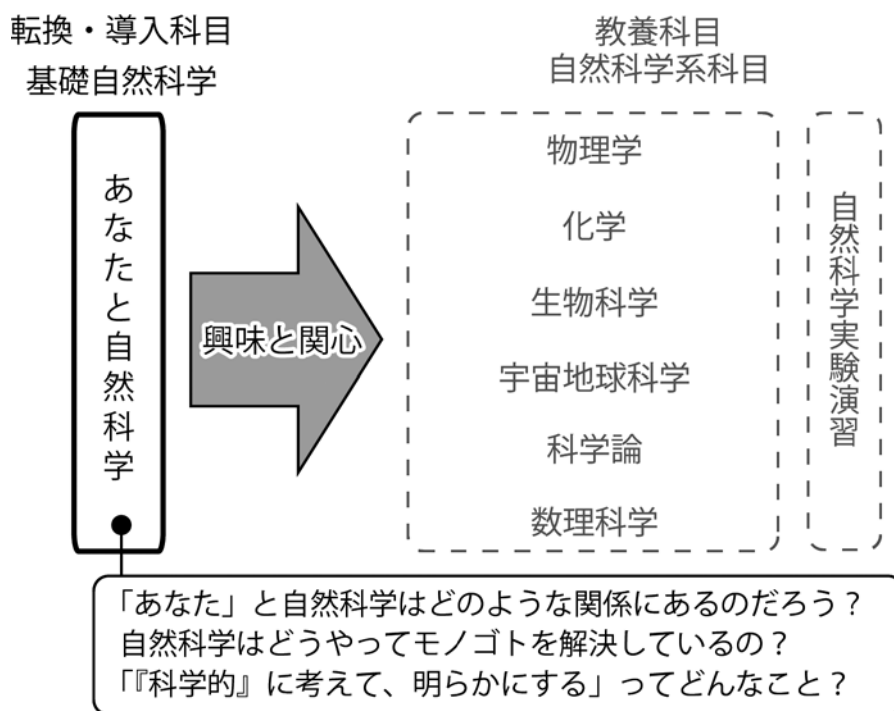 転換・導入科目
基礎自然科学
あなたと自然科学
興味と関心
教養科目
自然科学系科目
物理学
化学
生物科学
宇宙地球科学
科学論
数理科学
自然科学実験演習
「あなた」と自然科学はどのような関係にあるのだろう？
自然科学はどうやってモノゴトを解決しているの？
「『科学的』に考えて、明らかにする」ってどんなこと？